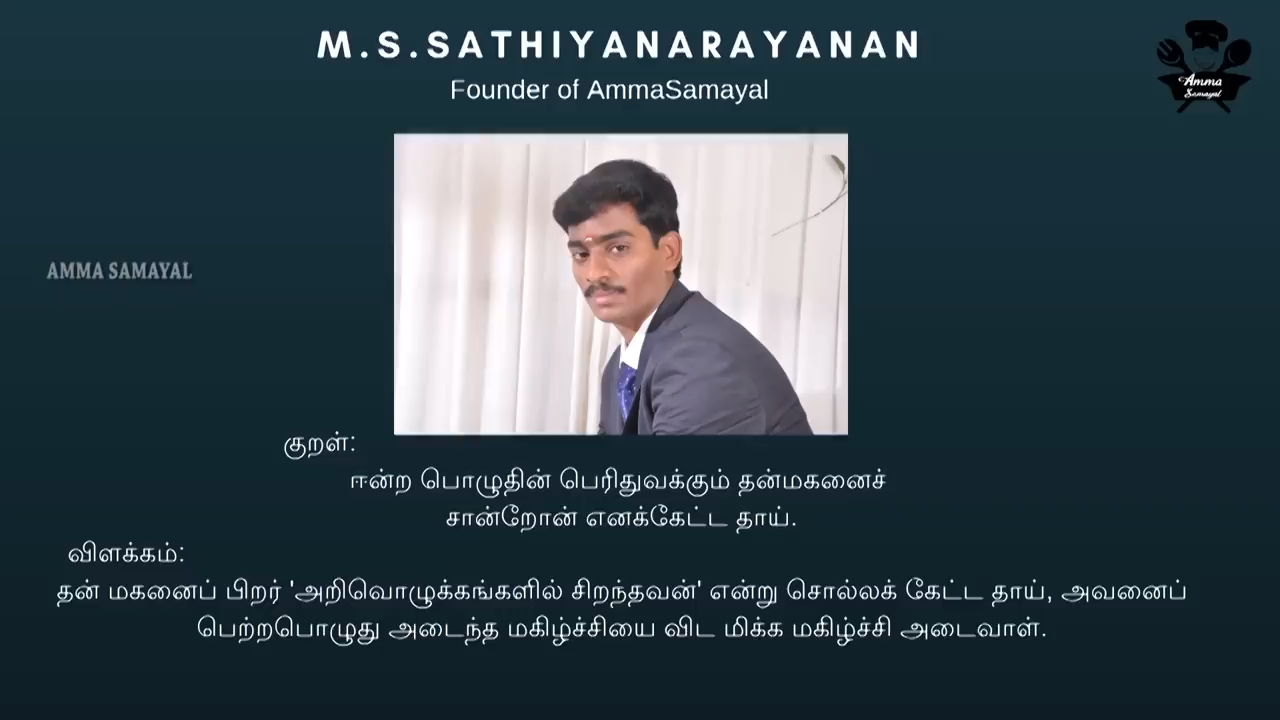 M.S.SATHIYANARAYANAN
Founder of AmmaSamayal
Amma
Samayal
AMMA SAMAYAL
குறள்:
ஈன்ற பொழுதின் பெரிதுவக்கும் தன்மகனைச்
சான்றோன் எனக்கேட்ட தாய்.
விளக்கம்:
தன் மகனைப் பிறர் 'அறிவொழுக்கங்களில் சிறந்தவன்' என்று சொல்லக் கேட்ட தாய், அவனைப்
பெற்றபொழுது அடைந்த மகிழ்ச்சியை விட மிக்க மகிழ்ச்சி அடைவாள்.